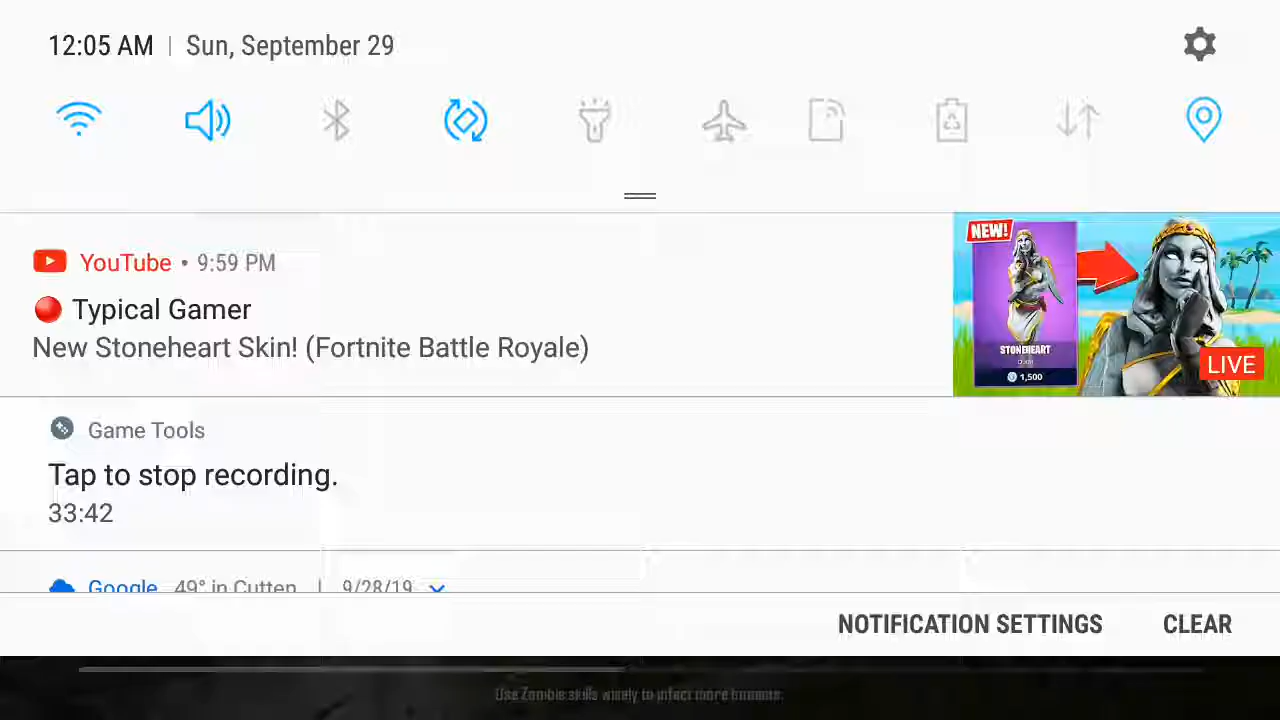 12:05 AM | Sun, September 29
YouTube • 9:59 PM
Typical Gamer
New Stoneheart Skin! (Fortnite Battle Royale)
NEW!
STONEHEART
1,500
LIVE
Game Tools
Tap to stop recording.
33:42
Google 49° in Cutten | 9/28/19
NOTIFICATION SETTINGS CLEAR
Use Zombie skills wisely to infect more humans.